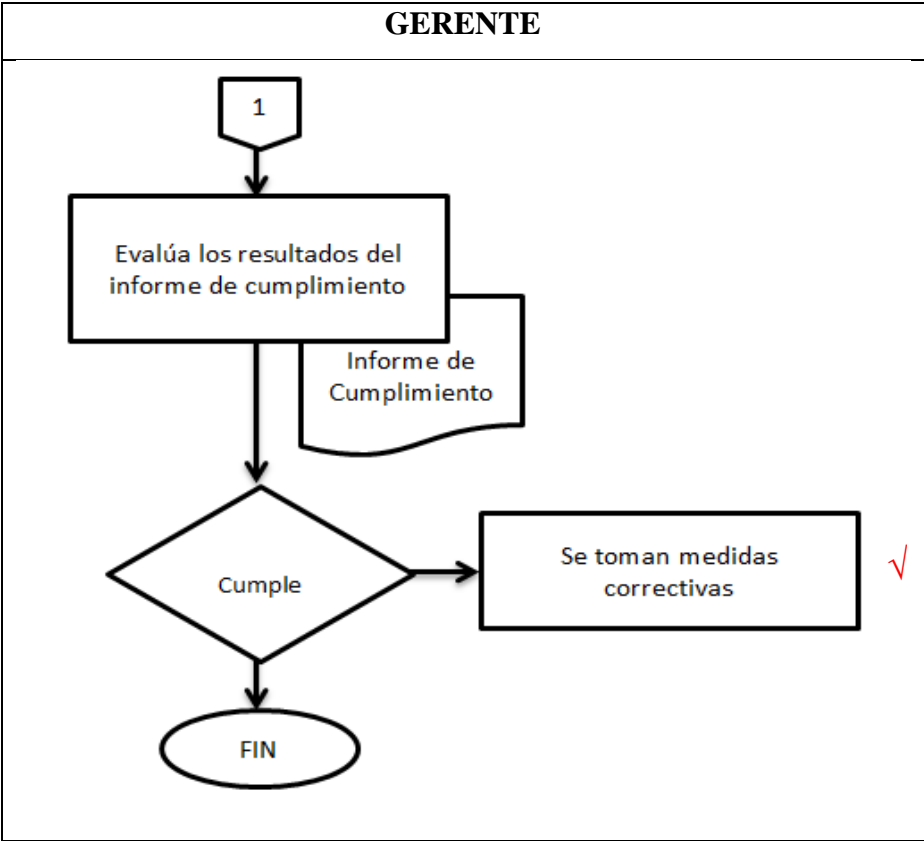 GERENTE
1
Evalúa los resultados del
informe de cumplimiento
Informe de
Cumplimiento
Cumple
Se toman medidas
correctivas
√
FIN